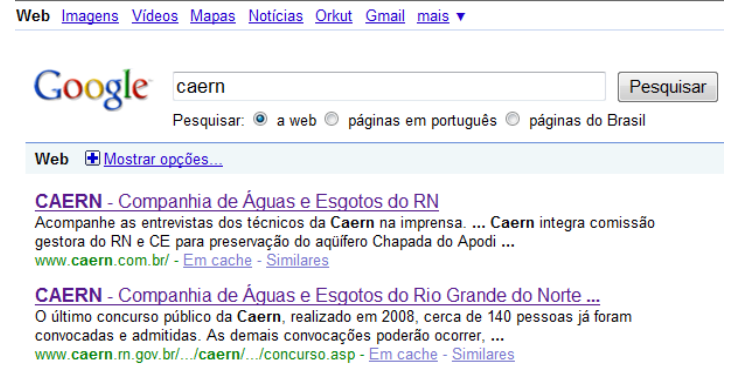 Web Imagens Vídeos Mapas Notícias Orkut Gmail mais ▼
Google caern Pesquisar
Pesquisar: a web páginas em português páginas do Brasil
Web Mostrar opções...
CAERN - Companhia de Águas e Esgotos do RN
Acompanhe as entrevistas dos técnicos da Caern na imprensa. ... Caern integra comissão
gestora do RN e CE para preservação do aqüífero Chapada do Apodi ...
www.caern.com.br/ - Em cache - Similares
CAERN - Companhia de Águas e Esgotos do Rio Grande do Norte ...
O último concurso público da Caern, realizado em 2008, cerca de 140 pessoas já foram
convocadas e admitidas. As demais convocações poderão ocorrer, ...
www.caern.rn.gov.br/.../caern/.../concurso.asp - Em cache - Similares